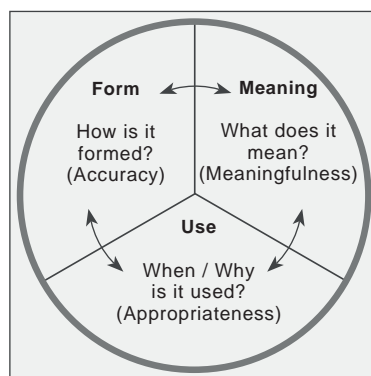 Form
How is it
formed?
(Accuracy)
Meaning
What does it
mean?
(Meaningfulness)
Use
When / Why
is it used?
(Appropriateness)